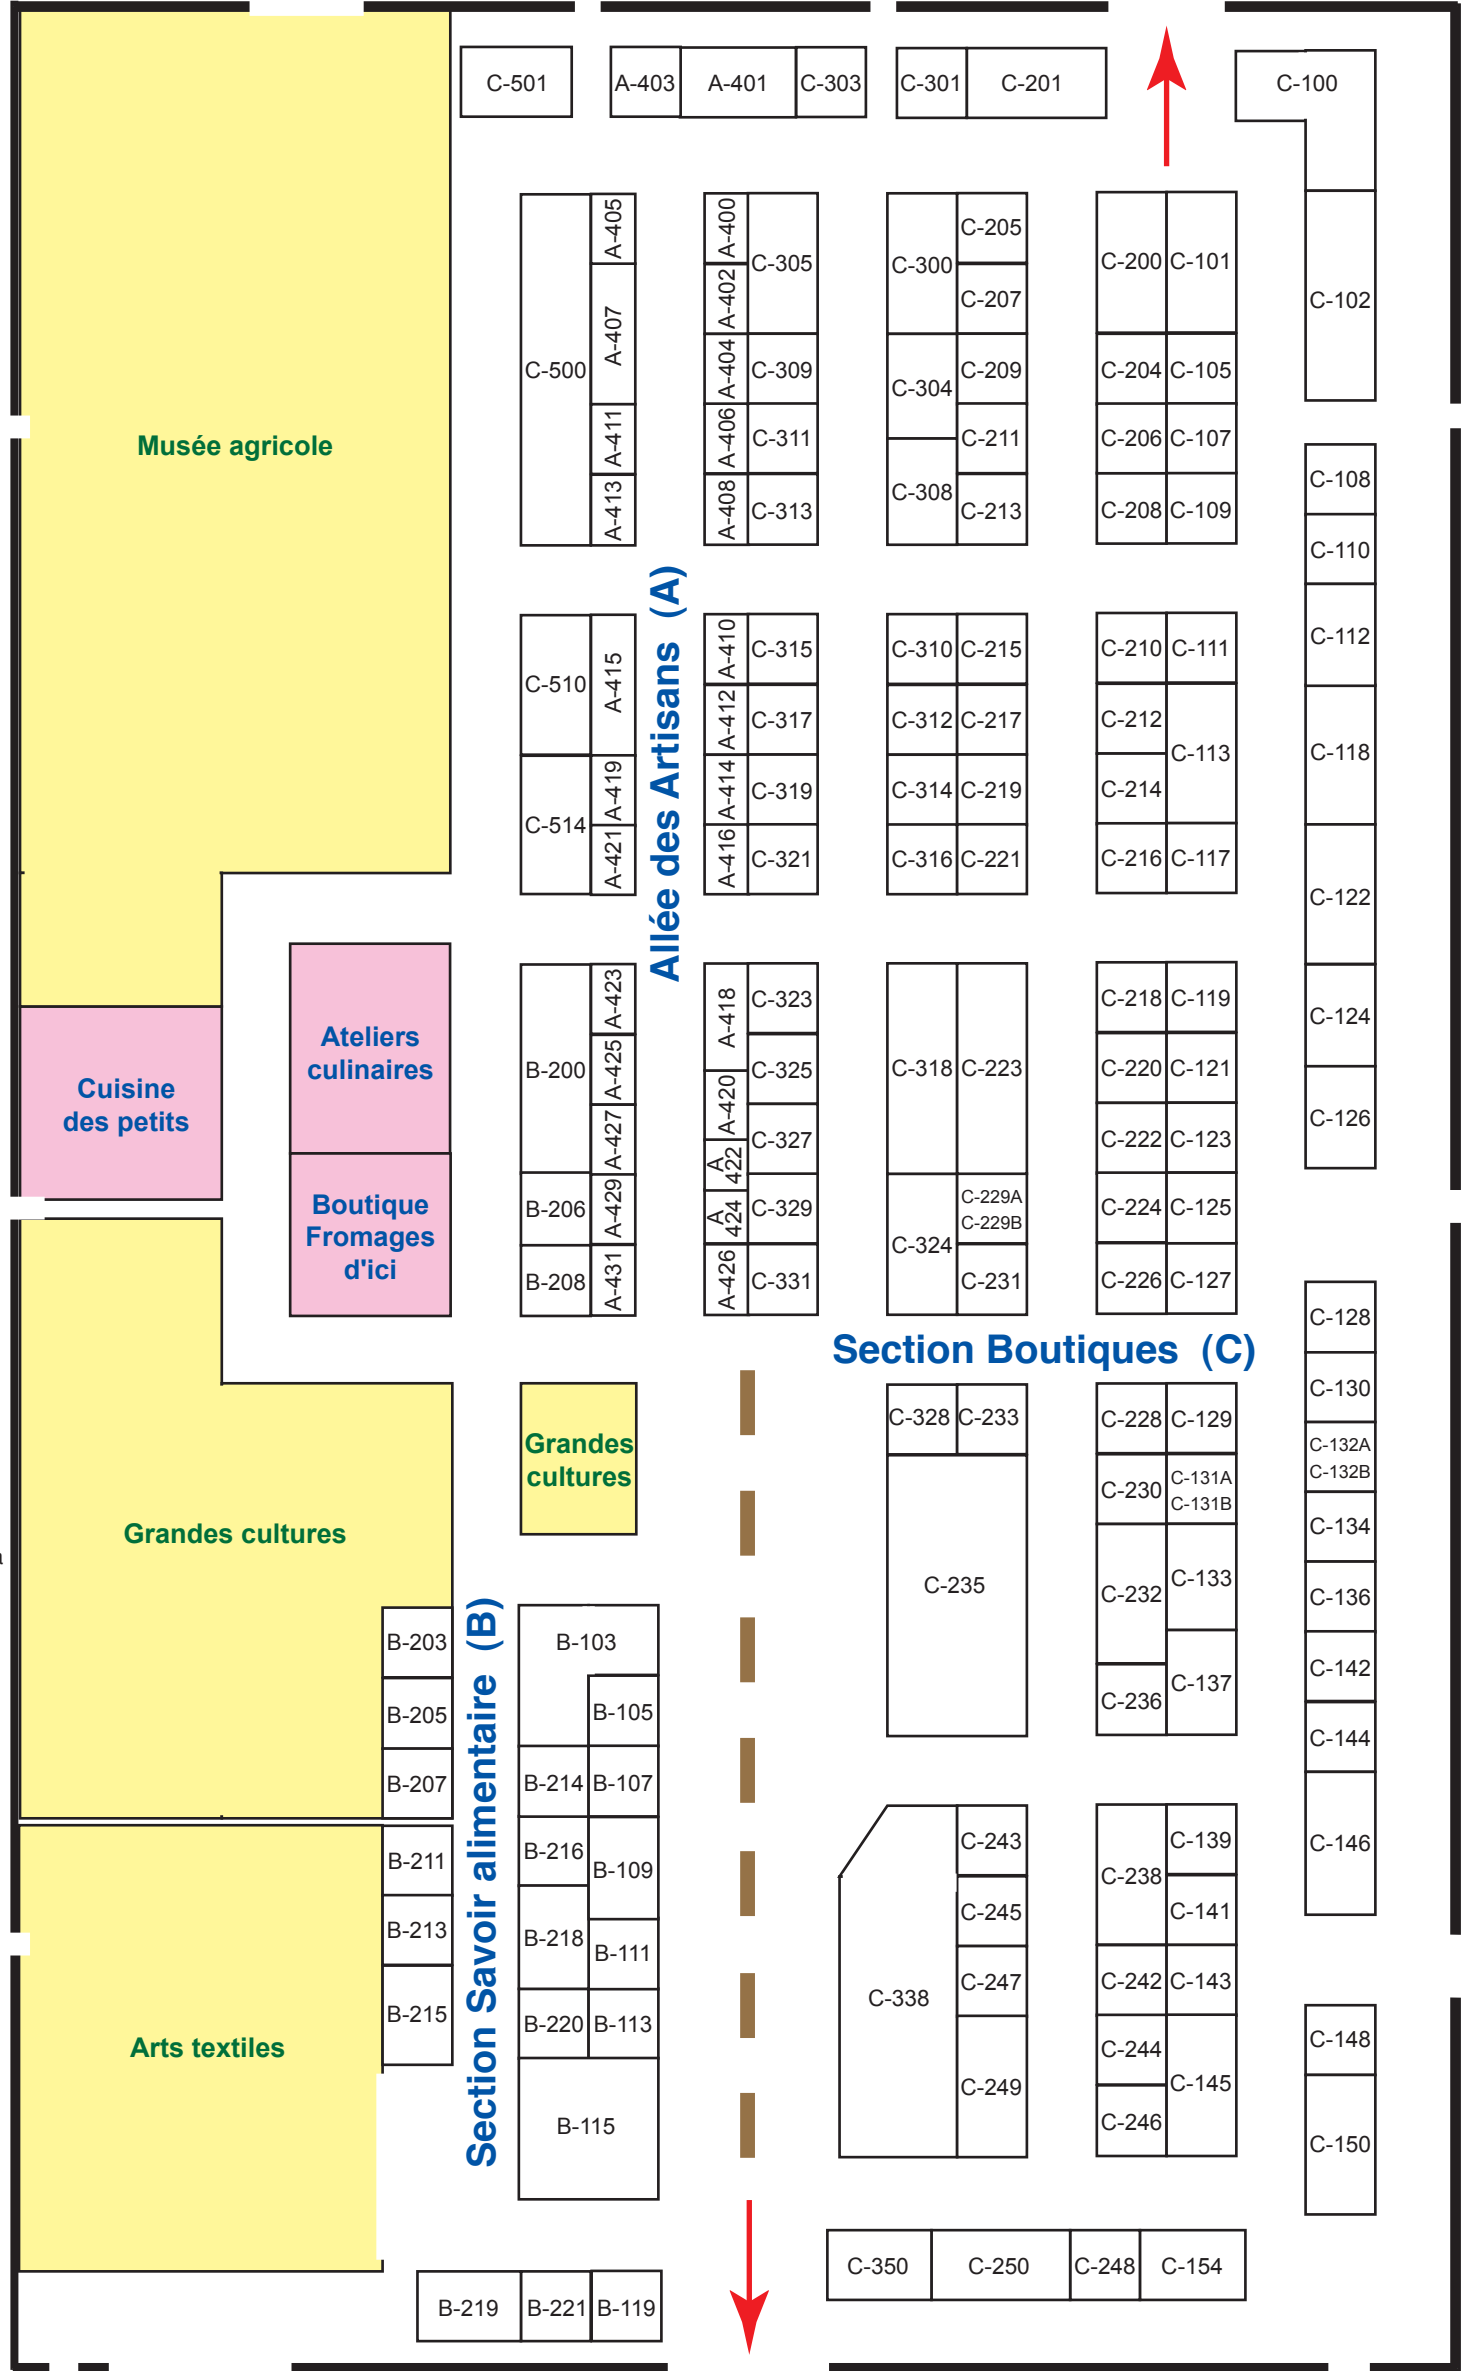 C-501
A-403
A-401
C-303
C-301
C-201
C-100
A-405
A-407
A-411
A-413
C-500
A-400
A-402
A-404
A-406
A-408
C-305
C-309
C-311
C-313
C-300
C-304
C-308
C-205
C-207
C-209
C-211
C-213
C-200
C-204
C-206
C-208
C-101
C-105
C-107
C-109
C-102
C-108
C-110
C-112
C-118
C-122
C-124
C-126
Musée agricole
Allée des Artisans (A)
C-510
C-514
A-415
A-419
A-421
A-410
A-412
A-414
A-416
C-315
C-317
C-319
C-321
C-310
C-312
C-314
C-316
C-215
C-217
C-219
C-221
C-210
C-212
C-214
C-216
C-111
C-113
C-117
Cuisine
des petits
Ateliers
culinaires
Boutique
Fromages
d'ici
B-200
B-206
B-208
A-423
A-425
A-427
A-429
A-431
A-418
A-420
A
422
A
424
A-426
C-323
C-325
C-327
C-329
C-331
C-318
C-324
C-223
C-229A
C-229B
C-231
C-218
C-220
C-222
C-224
C-226
C-119
C-121
C-123
C-125
C-127
Section Boutiques (C)
C-128
C-130
C-132A
C-132B
C-134
C-136
C-142
C-144
C-146
C-148
C-150
Grandes
cultures
Grandes cultures
C-328
C-233
C-235
C-228
C-230
C-232
C-236
C-129
C-131A
C-131B
C-133
C-137
B-203
B-205
B-207
B-211
B-213
B-215
Section Savoir alimentaire (B)
B-103
B-105
B-214
B-107
B-216
B-109
B-218
B-111
B-220
B-113
B-115
Arts textiles
C-338
C-243
C-245
C-247
C-249
C-238
C-242
C-244
C-246
C-139
C-141
C-143
C-145
C-350
C-250
C-248
C-154
B-219
B-221
B-119